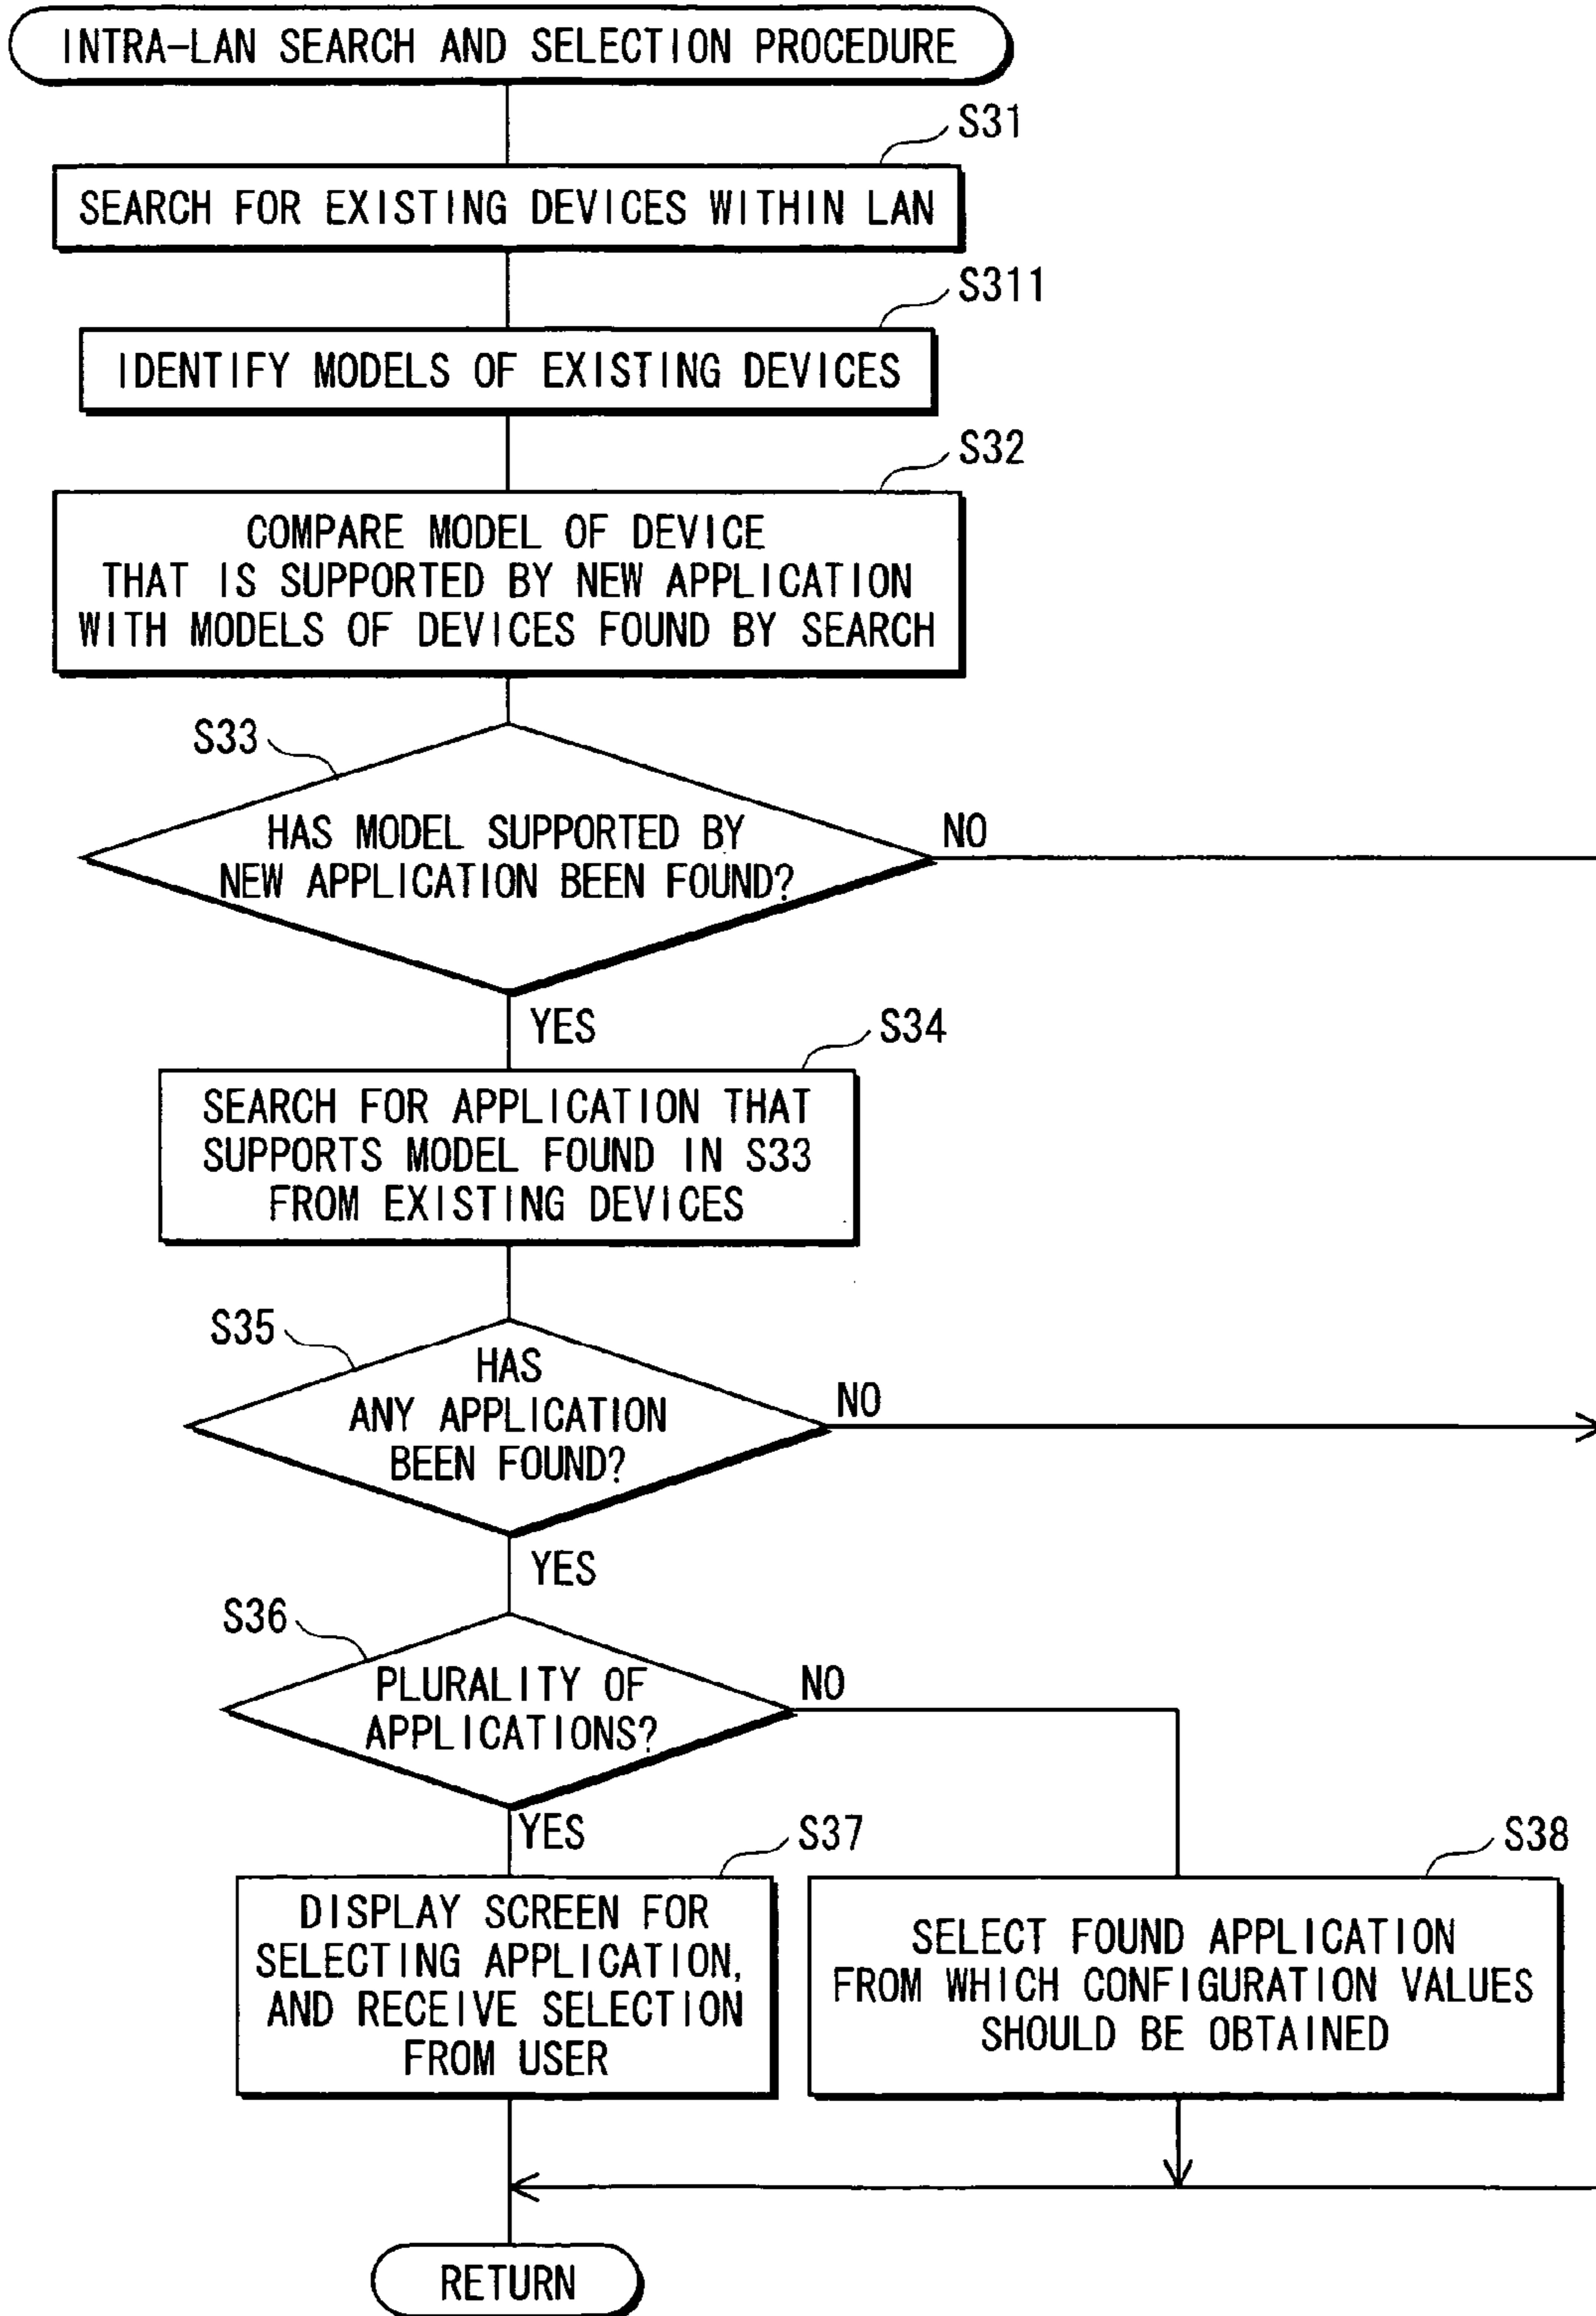 INTRA-LAN SEARCH AND SELECTION PROCEDURE
S31
SEARCH FOR EXISTING DEVICES WITHIN LAN
S311
IDENTIFY MODELS OF EXISTING DEVICES
S32
COMPARE MODEL OF DEVICE
THAT IS SUPPORTED BY NEW APPLICATION
WITH MODELS OF DEVICES FOUND BY SEARCH
S33
HAS MODEL SUPPORTED BY
NEW APPLICATION BEEN FOUND?
NO
YES
S34
SEARCH FOR APPLICATION THAT
SUPPORTS MODEL FOUND IN S33
FROM EXISTING DEVICES
S35
HAS
ANY APPLICATION
BEEN FOUND?
NO
YES
S36
PLURALITY OF
APPLICATIONS?
NO
YES
S37
DISPLAY SCREEN FOR
SELECTING APPLICATION,
AND RECEIVE SELECTION
FROM USER
S38
SELECT FOUND APPLICATION
FROM WHICH CONFIGURATION VALUES
SHOULD BE OBTAINED
RETURN